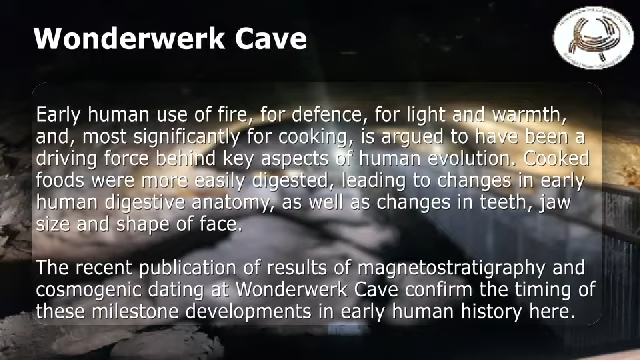 Wonderwerk Cave
Early human use of fire, for defence, for light and warmth,
and, most significantly for cooking, is argued to have been a
driving force behind key aspects of human evolution. Cooked
foods were more easily digested, leading to changes in early
human digestive anatomy, as well as changes in teeth, jaw
size and shape of face.
The recent publication of results of magnetostratigraphy and
cosmogenic dating at Wonderwerk Cave confirm the timing of
these milestone developments in early human history here.